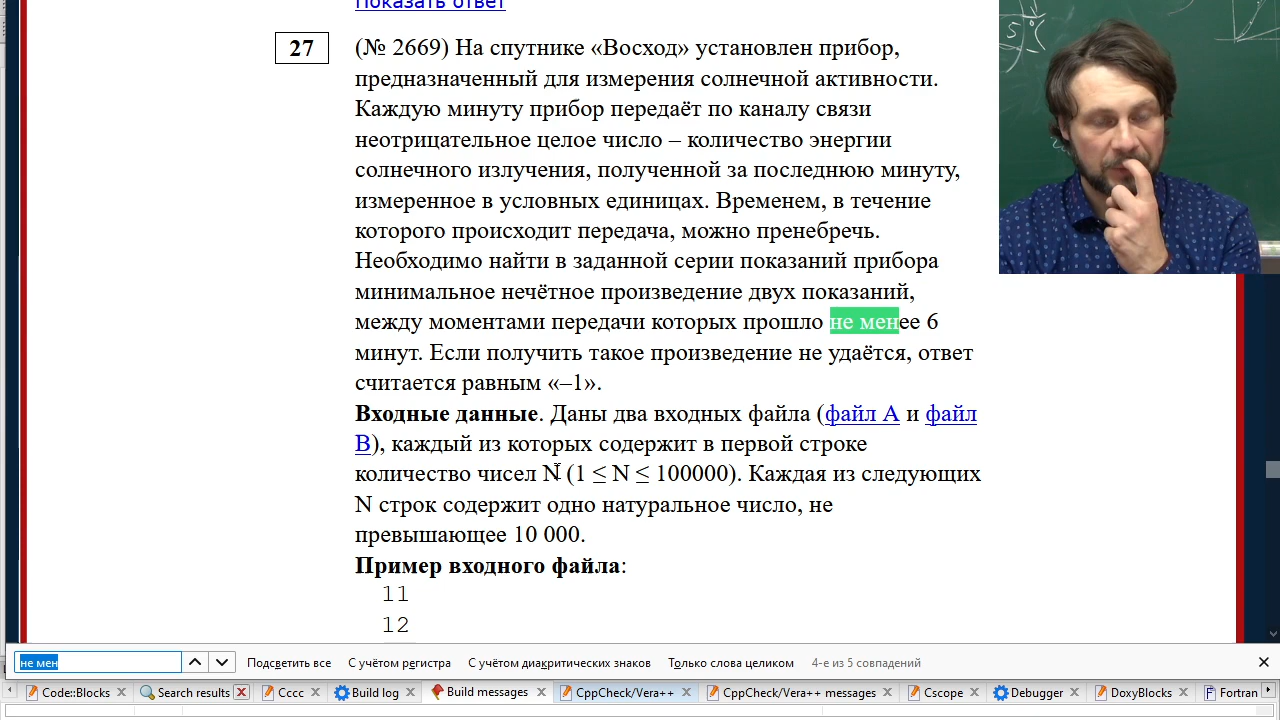 Показать ответ
27
(№ 2669) На спутнике «Восход» установлен прибор,
предназначенный для измерения солнечной активности.
Каждую минуту прибор передаёт по каналу связи
неотрицательное целое число – количество энергии
солнечного излучения, полученной за последнюю минуту,
измеренное в условных единицах. Временем, в течение
которого происходит передача, можно пренебречь.
Необходимо найти в заданной серии показаний прибора
минимальное нечётное произведение двух показаний,
между моментами передачи которых прошло не менее 6
минут. Если получить такое произведение не удаётся, ответ
считается равным «–1».
Входные данные. Даны два входных файла (файл A и файл
B), каждый из которых содержит в первой строке
количество чисел N (1 ≤ N ≤ 100000). Каждая из следующих
N строк содержит одно натуральное число, не
превышающее 10 000.
Пример входного файла:
11
12
не мен Подсветить все С учётом регистра С учётом диакритических знаков Только слова целиком 4-е из 5 совпадений
Code::Blocks Search results Cccc Build log Build messages CppCheck/Vera++ CppCheck/Vera++ messages Cscope Debugger DoxyBlocks Fortran